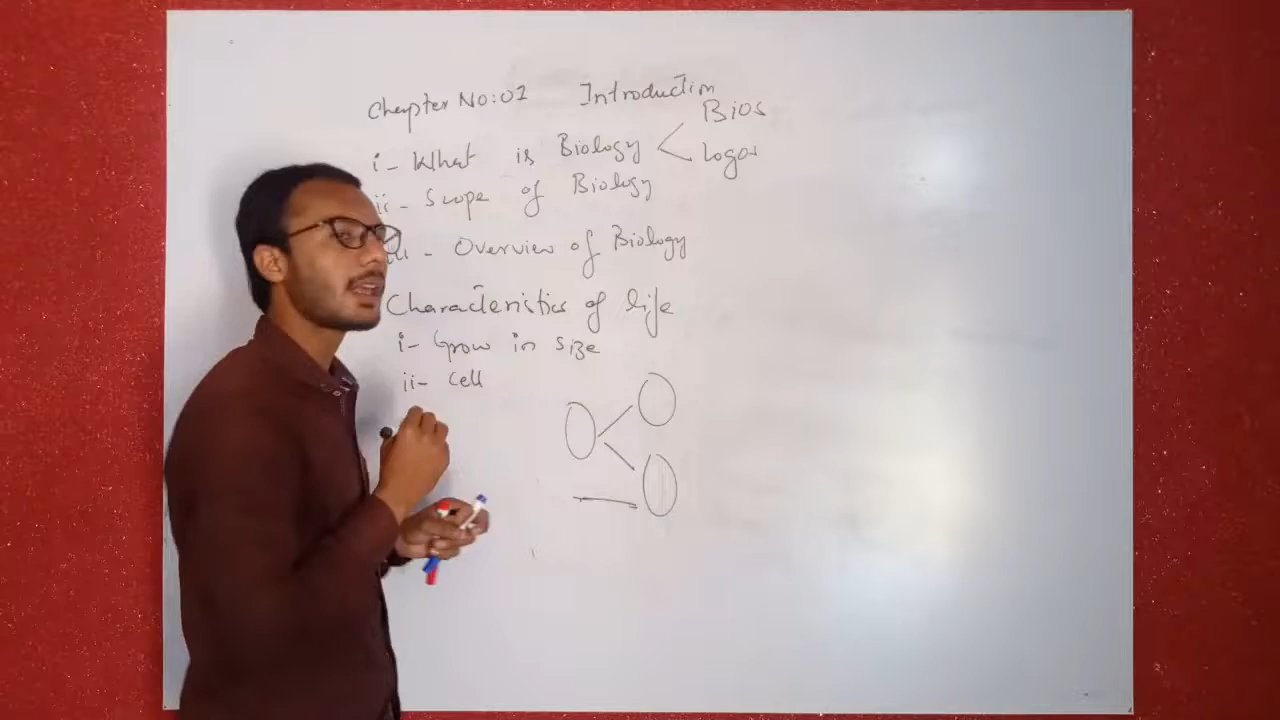 Chapter No:01 Introduction
i- What is Biology < Bios
Logos
ii- Scope of Biology
iii- Overview of Biology
Characteristics of life
i- Grow in size
ii- Cell